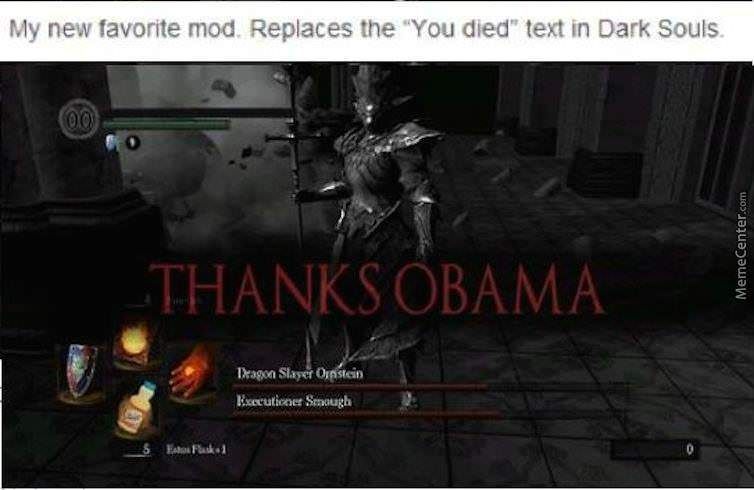 My new favorite mod. Replaces the “You died” text in Dark Souls.
00
THANKS OBAMA
Dragon Slayer Ornstein
Executioner Smough
5 Estus Flask+1
0
MemeCenter.com